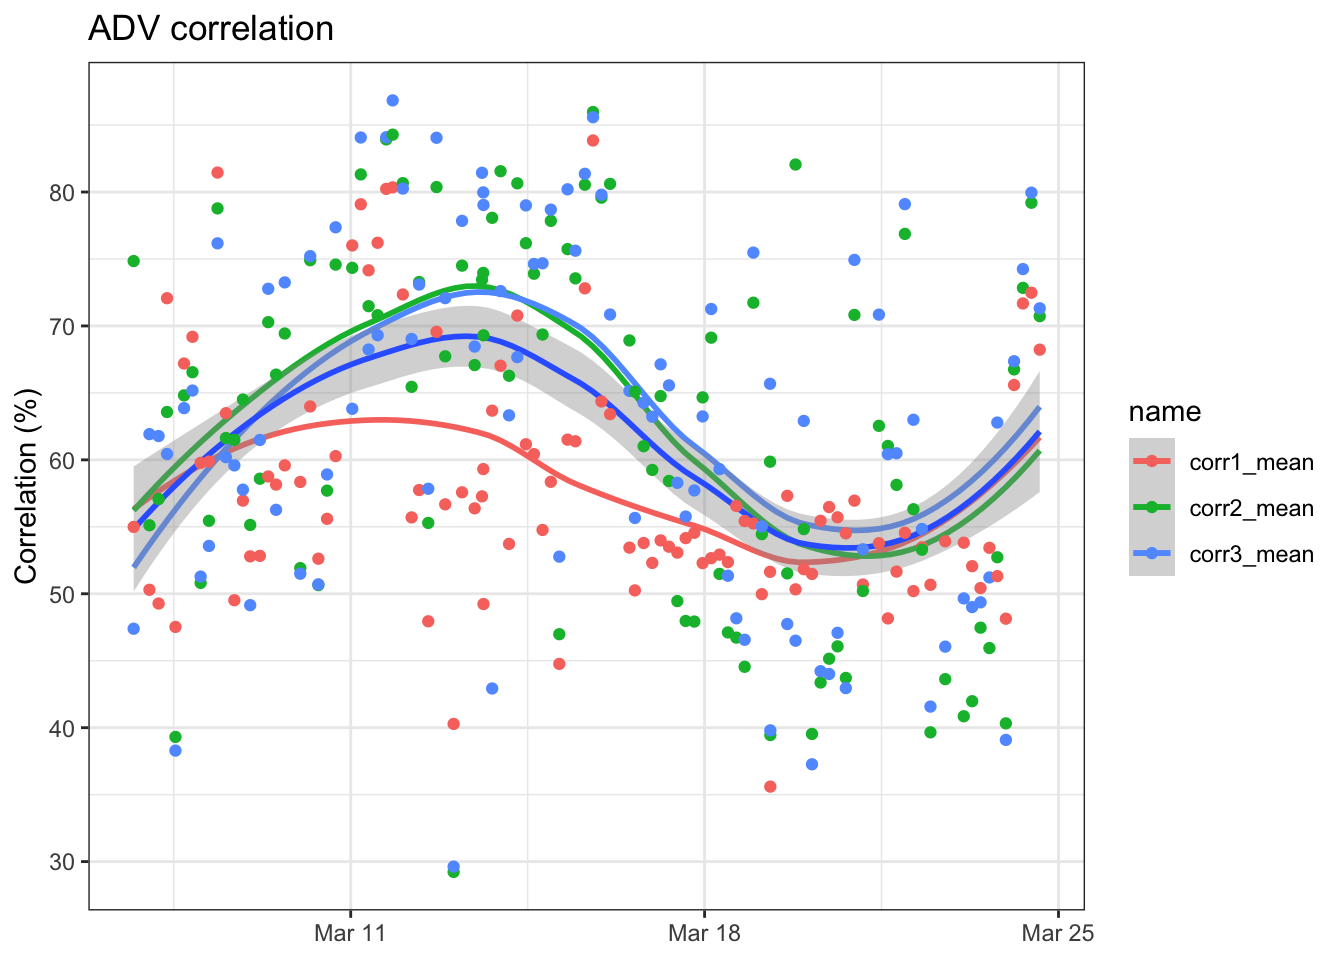 ADV correlation
Correlation (%)
80
70
60
50
40
30
Mar 11
Mar 18
Mar 25
name
corr1_mean
corr2_mean
corr3_mean